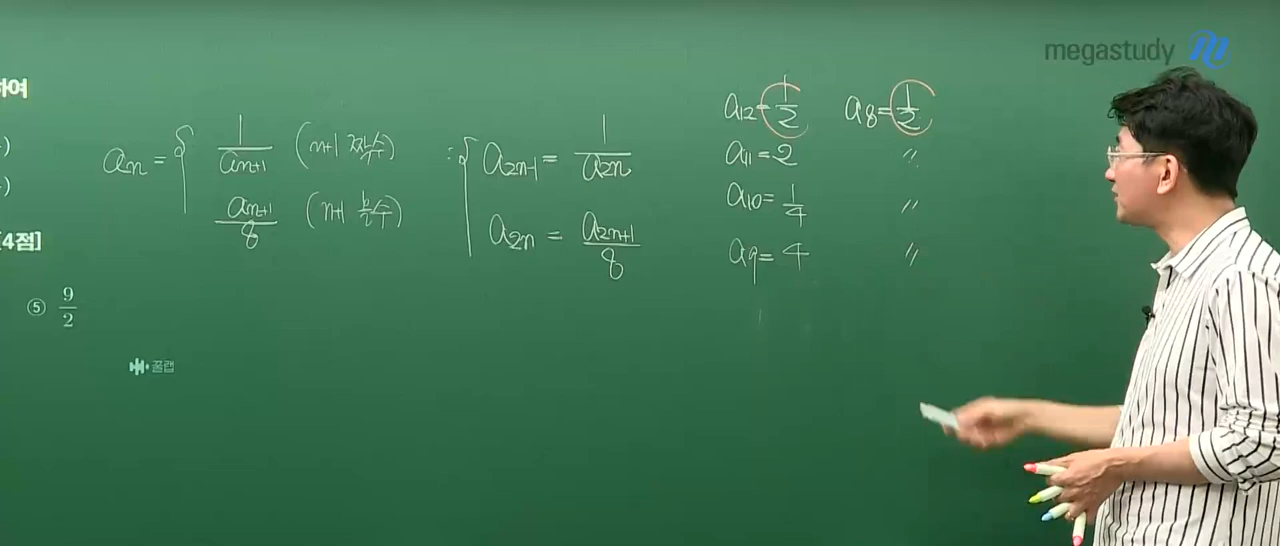 megastudy
하여
)
)
[4점]
⑤ 9/2
꿀랩
aₙ = { 1/aₙ₊₁ (n+1 짝수)
aₙ₊₁/8 (n+1 홀수)
: { a₂ₙ₋₁ = 1/a₂ₙ
a₂ₙ = a₂ₙ₊₁/8
a₁₂ = 1/2
a₁₁ = 2
a₁₀ = 1/4
a₉ = 4
a₈ = 1/2
〃
〃
〃